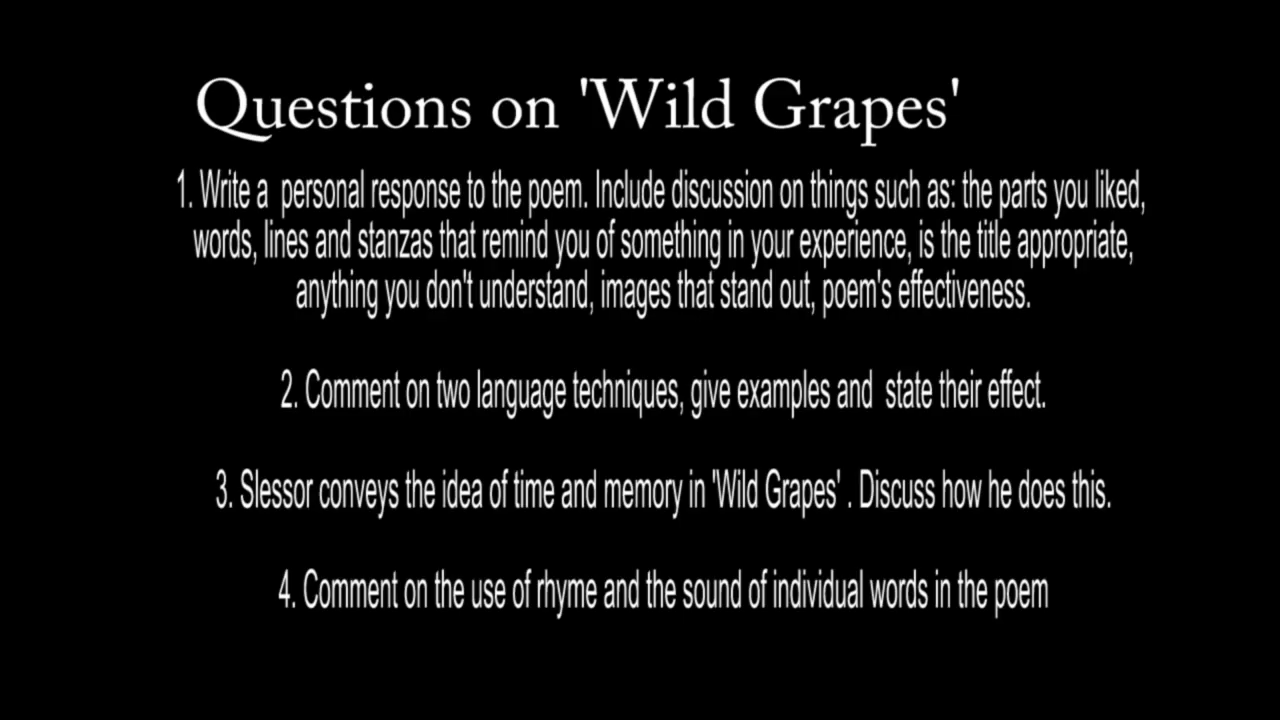 Questions on 'Wild Grapes'
1. Write a  personal response to the poem. Include discussion on things such as: the parts you liked,
words, lines and stanzas that remind you of something in your experience, is the title appropriate,
anything you don't understand, images that stand out, poem's effectiveness.
2. Comment on two language techniques, give examples and  state their effect.
3. Slessor conveys the idea of time and memory in 'Wild Grapes' . Discuss how he does this.
4. Comment on the use of rhyme and the sound of individual words in the poem